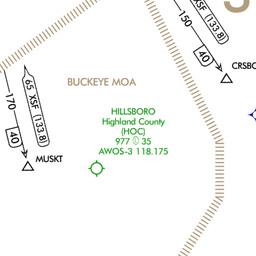 150
(133.8)
40
CRSBO
BUCKEYE MOA
65 XSF (133.8)
170
40
MUSKT
HILLSBORO
Highland County
(HOC)
977 Ⓛ 35
AWOS-3 118.175